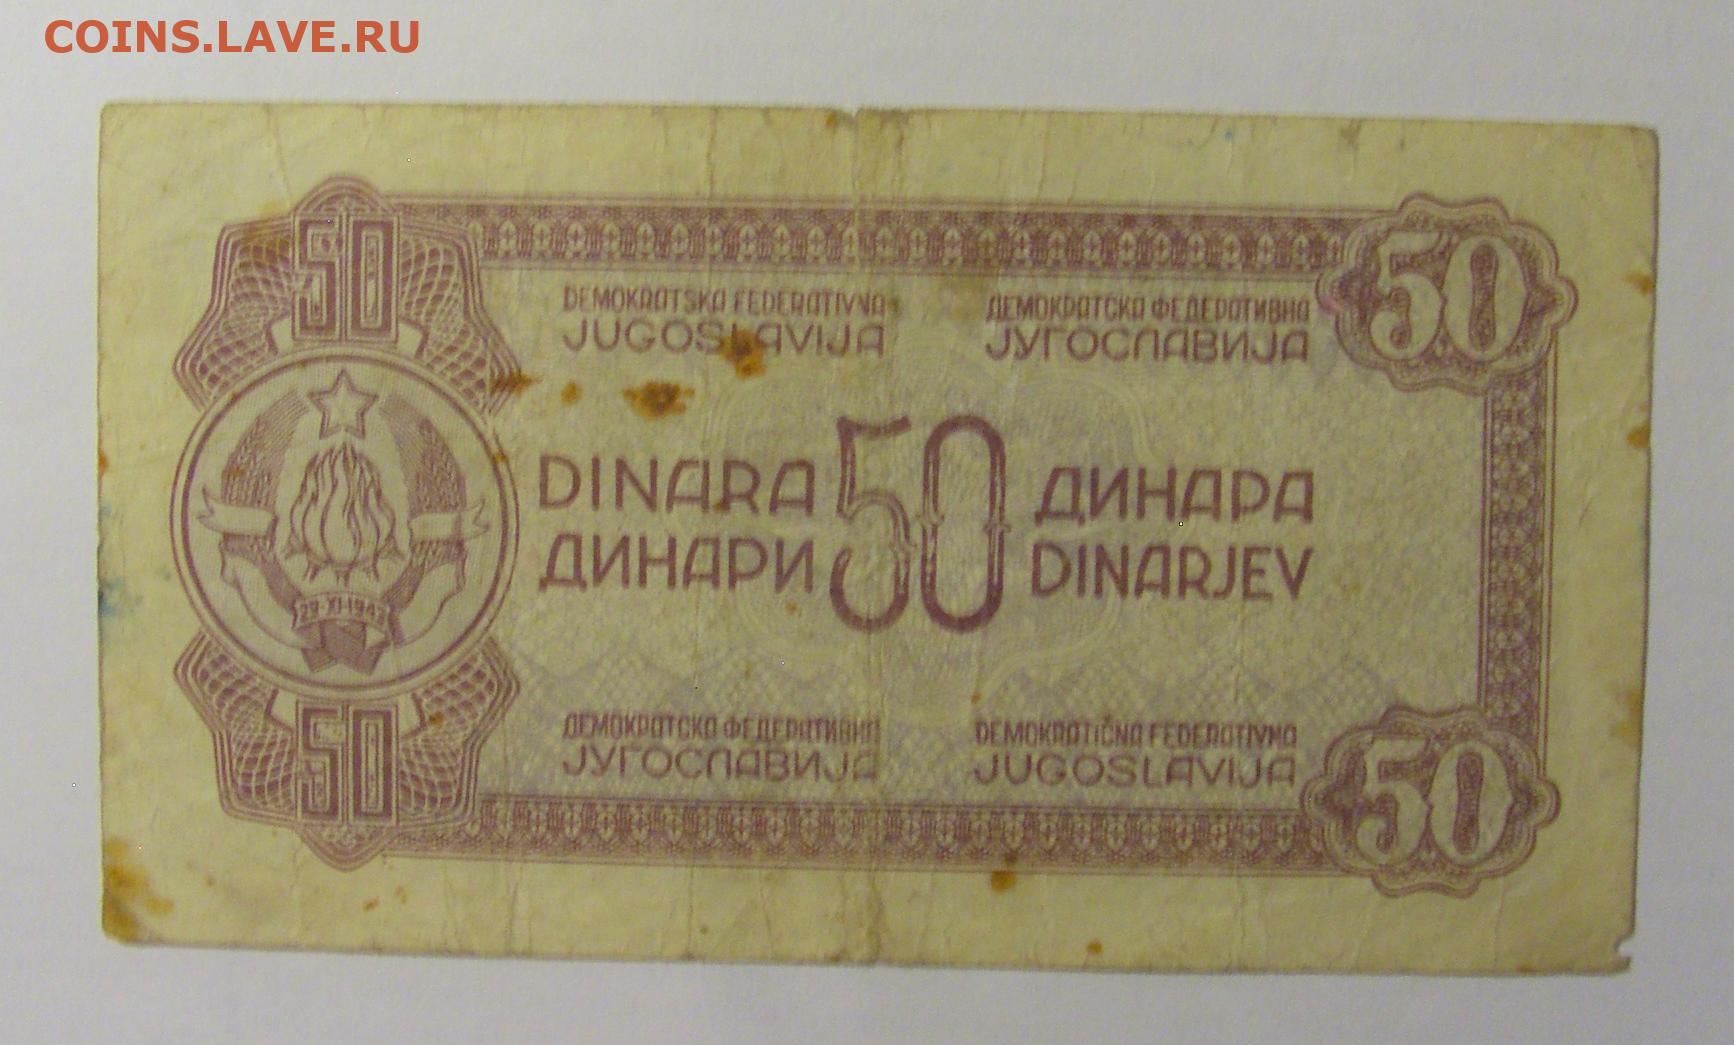 COINS.LAVE.RU
50
50
DEMOKRATSKA FEDERATIVNA
JUGOSLAVIJA
ДЕМОКРАТСКА ФЕДЕРАТИВНА
ЈУГОСЛАВИЈА
DINARA 50 ДИНАРА
ДИНАРИ DINARJEV
29·XI·1943
ДЕМОКРАТСКА ФЕДЕРАТИВНА
ЈУГОСЛАВИЈА
DEMOKRATIČNA FEDERATIVNA
JUGOSLAVIJA
50
50